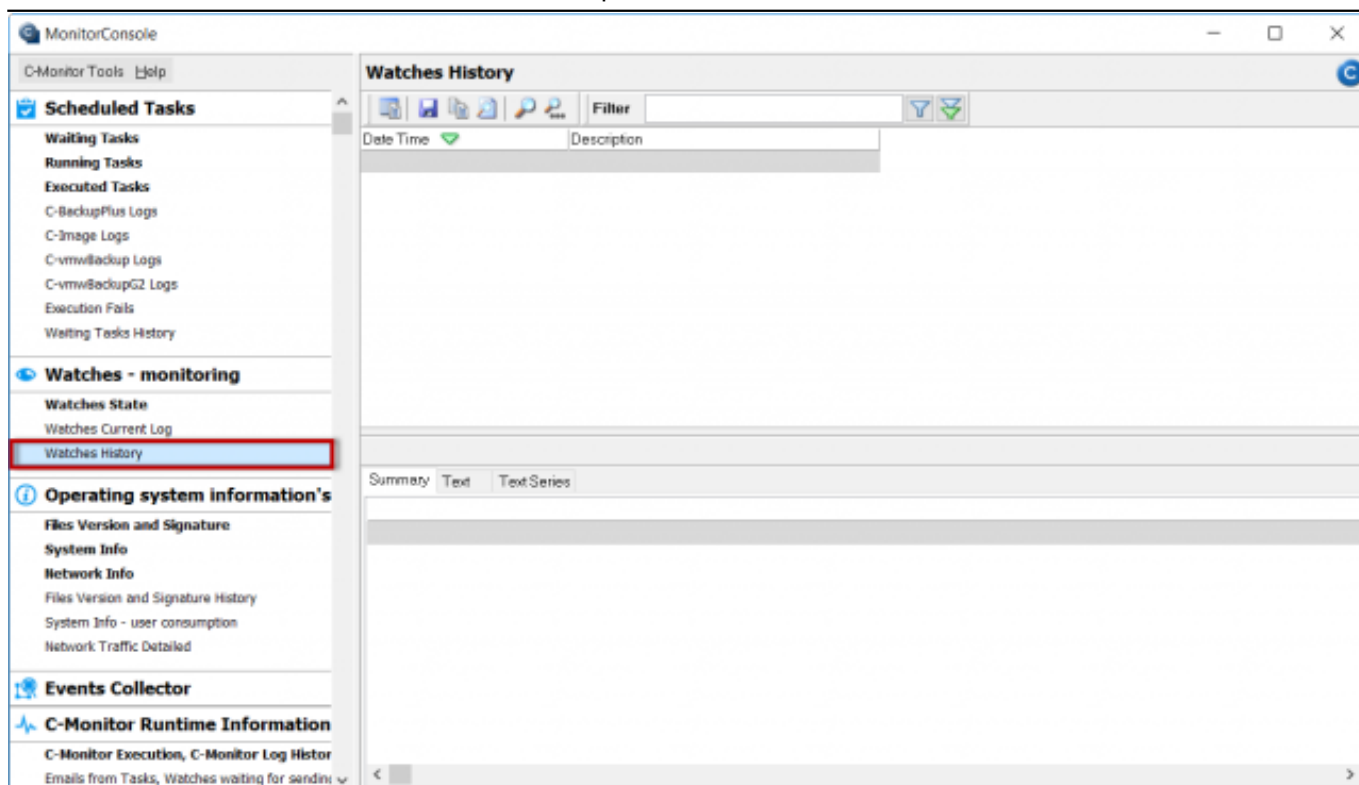 MonitorConsole
C-Monitor Tools Help
Scheduled Tasks
Waiting Tasks
Running Tasks
Executed Tasks
C-BackupPlus Logs
C-Image Logs
C-vmwBackup Logs
C-vmwBackupG2 Logs
Execution Fails
Waiting Tasks History
Watches - monitoring
Watches State
Watches Current Log
Watches History
Operating system information's
Files Version and Signature
System Info
Network Info
Files Version and Signature History
System Info - user consumption
Network Traffic Detailed
Events Collector
C-Monitor Runtime Information
C-Monitor Execution, C-Monitor Log Histor
Emails from Tasks, Watches waiting for sending
Watches History
Filter
Date Time Description
Summary Text Text Series